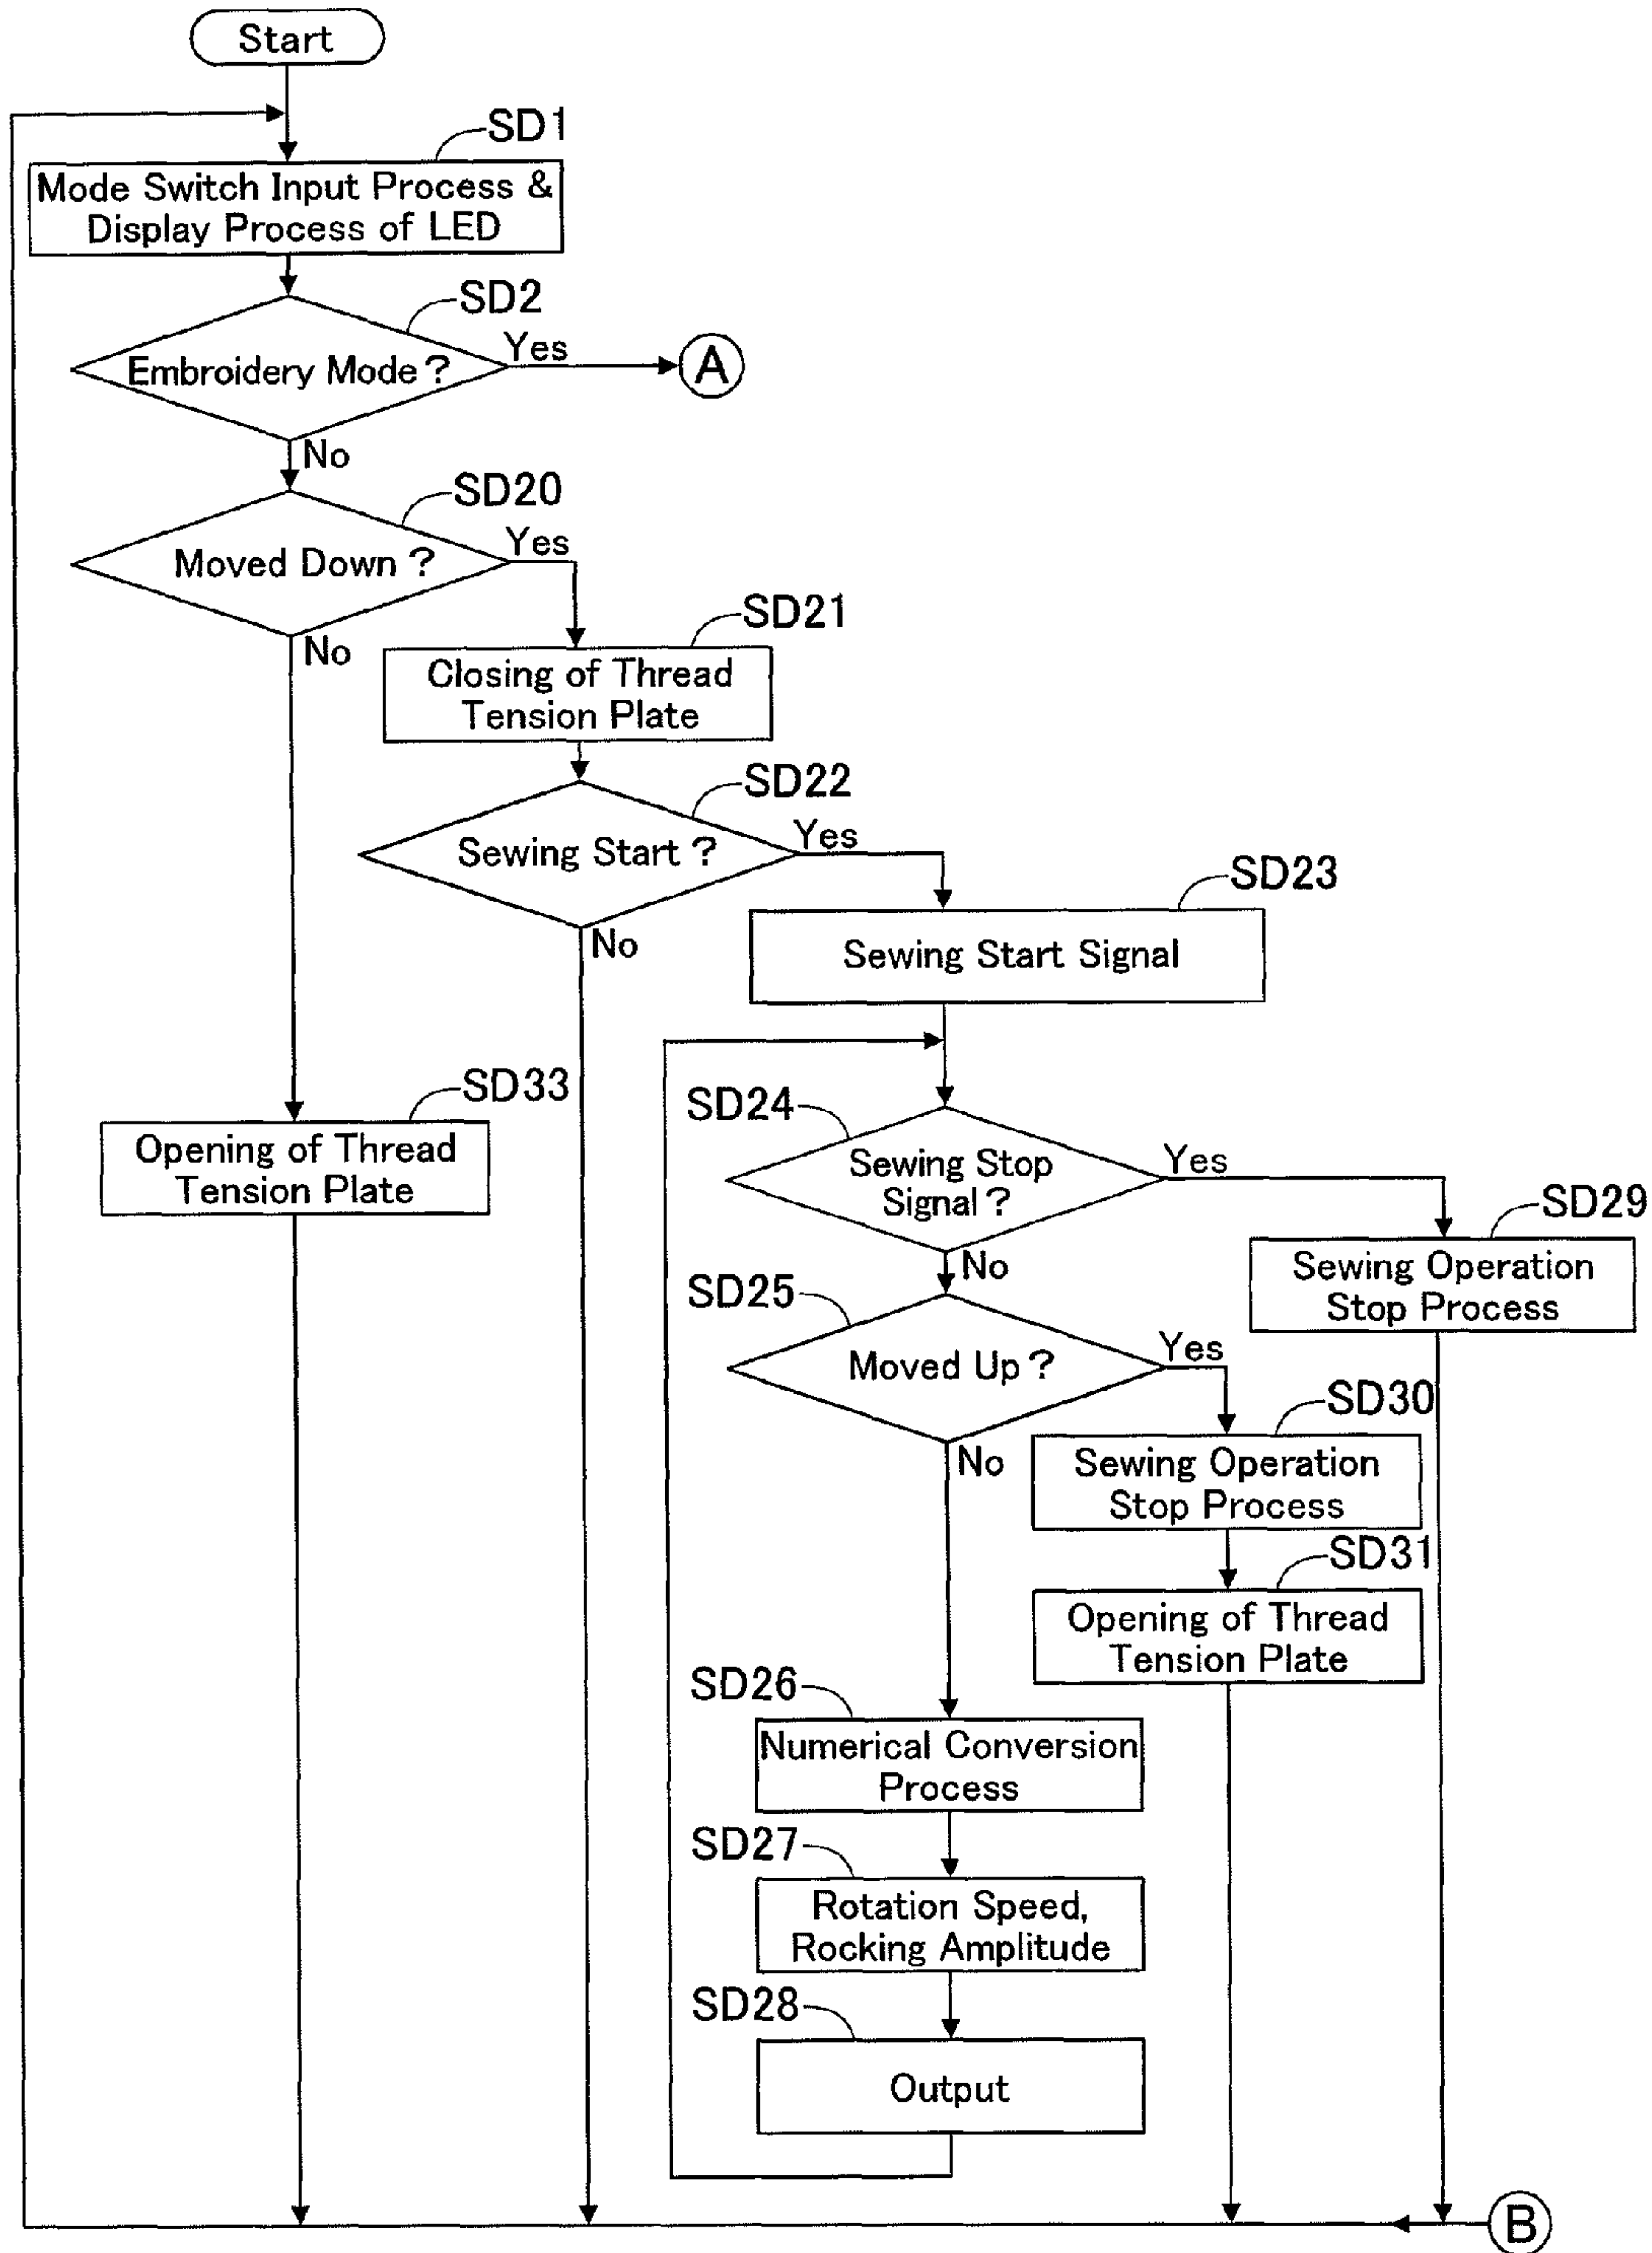 Start
SD1
Mode Switch Input Process &
Display Process of LED
SD2
Embroidery Mode ?
Yes
A
No
SD20
Moved Down ?
Yes
No
SD21
Closing of Thread
Tension Plate
SD22
Sewing Start ?
Yes
No
SD23
Sewing Start Signal
SD33
Opening of Thread
Tension Plate
SD24
Sewing Stop
Signal ?
Yes
No
SD29
Sewing Operation
Stop Process
SD25
Moved Up ?
Yes
No
SD30
Sewing Operation
Stop Process
SD31
Opening of Thread
Tension Plate
SD26
Numerical Conversion
Process
SD27
Rotation Speed,
Rocking Amplitude
SD28
Output
B